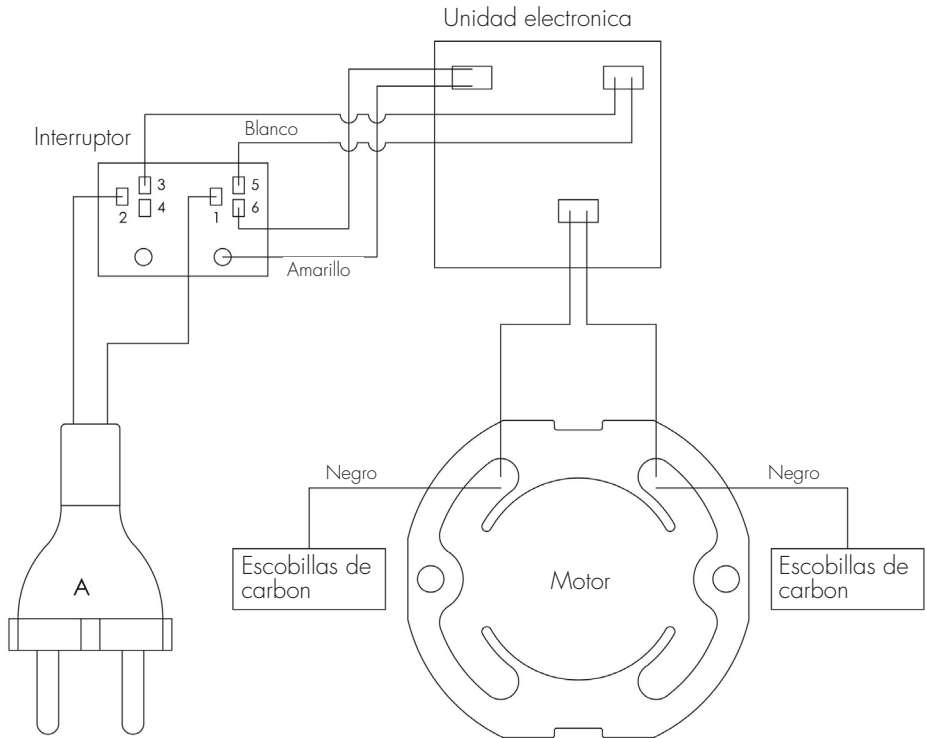 Unidad electronica
Interruptor
Blanco
3
5
2
4
1
6
Amarillo
Negro
Negro
Escobillas de
carbon
Motor
Escobillas de
carbon
A